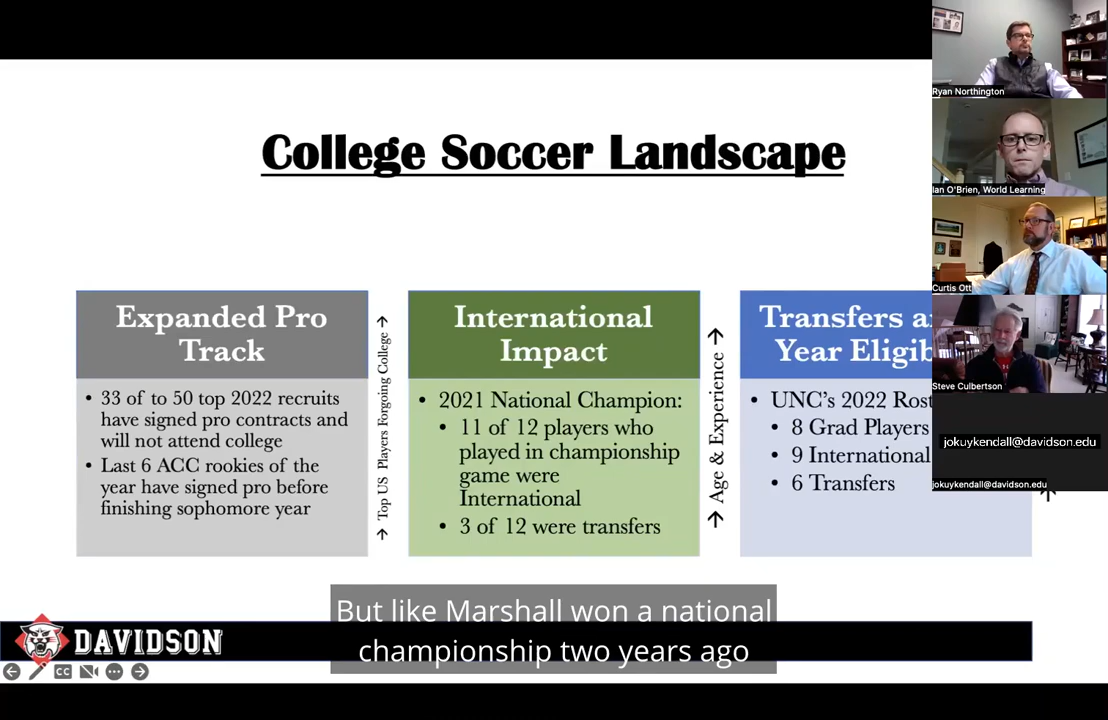 College Soccer Landscape
Expanded Pro
Track
• 33 of to 50 top 2022 recruits
have signed pro contracts and
will not attend college
• Last 6 ACC rookies of the
year have signed pro before
finishing sophomore year
Top US Players Forgoing College
International
Impact
• 2021 National Champion:
• 11 of 12 players who
played in championship
game were
International
• 3 of 12 were transfers
Age & Experience
Transfers a
Year Eligib
• UNC's 2022 Rost
• 8 Grad Players
• 9 International
• 6 Transfers
Ryan Northington
Ian O'Brien, World Learning
Curtis Ott
Steve Culbertson
jokuykendall@davidson.edu
jokuykendall@davidson.edu
But like Marshall won a national
championship two years ago
DAVIDSON
CC